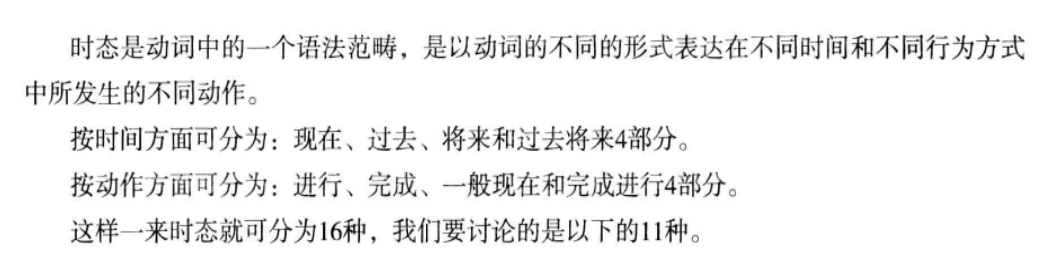 时态是动词中的一个语法范畴，是以动词的不同的形式表达在不同时间和不同行为方式
中所发生的不同动作。
按时间方面可分为：现在、过去、将来和过去将来4部分。
按动作方面可分为：进行、完成、一般现在和完成进行4部分。
这样一来时态就可分为16种，我们要讨论的是以下的11种。